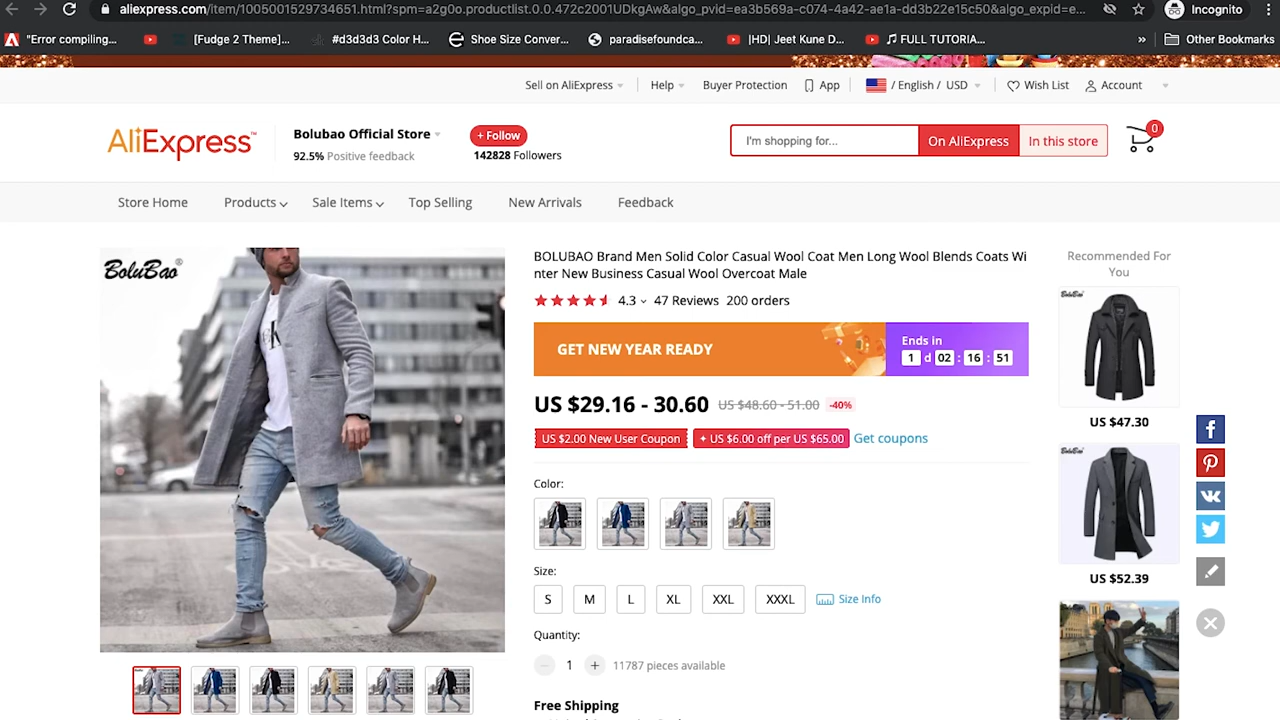 aliexpress.com/item/1005001529734651.html?spm=a2g0o.productlist.0.0.472c2001UDkgAw&algo_pvid=ea3b569a-c074-4a42-ae1a-dd3b22e15c50&algo_expid=e...
Incognito
"Error compiling...
[Fudge 2 Theme]...
#d3d3d3 Color H...
Shoe Size Conver...
paradisefoundca...
|HD| Jeet Kune D...
♫ FULL TUTORIA...
»
Other Bookmarks
Sell on AliExpress
Help
Buyer Protection
App
/ English / USD
Wish List
Account
AliExpress™
Bolubao Official Store
+ Follow
92.5% Positive feedback
142828 Followers
I'm shopping for...
On AliExpress
In this store
0
Store Home
Products
Sale Items
Top Selling
New Arrivals
Feedback
BoluBao®
BOLUBAO Brand Men Solid Color Casual Wool Coat Men Long Wool Blends Coats Wi
nter New Business Casual Wool Overcoat Male
4.3
47 Reviews
200 orders
GET NEW YEAR READY
Ends in
1 d 02 : 16 : 51
US $29.16 - 30.60
US $48.60 - 51.00
-40%
US $2.00 New User Coupon
+ US $6.00 off per US $65.00
Get coupons
Color:
Size:
S
M
L
XL
XXL
XXXL
Size Info
Quantity:
1
+
11787 pieces available
Free Shipping
Recommended For
You
BoluBao
US $47.30
BoluBao
US $52.39